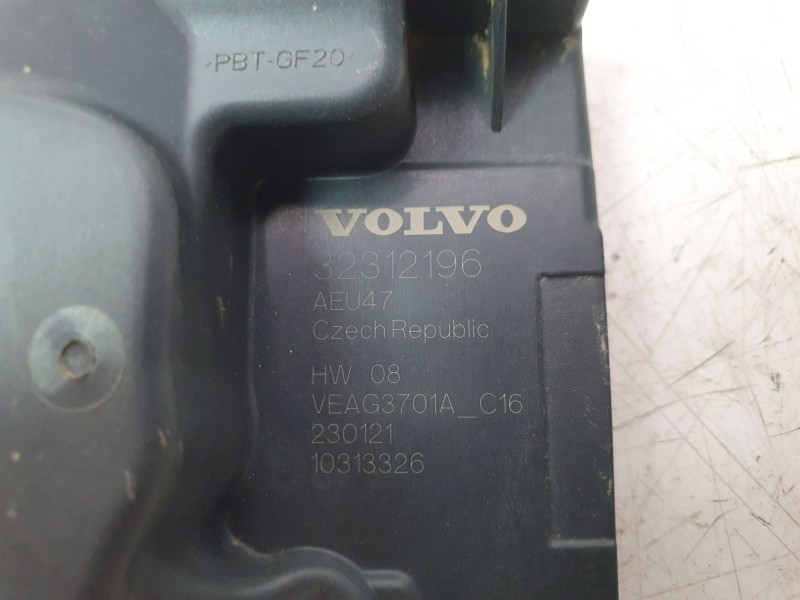 -PBT-GF20-
VOLVO
32312196
AEU47
Czech Republic
HW 08
VEAG3701A_C16
230121
10313326